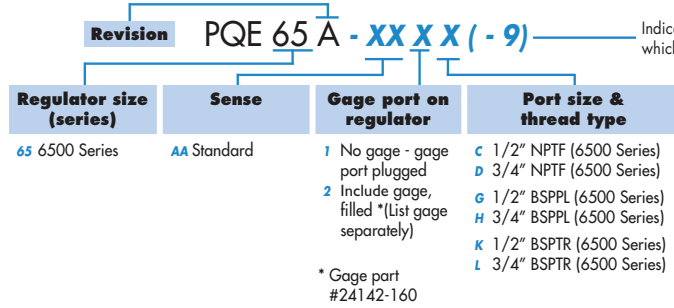 Revision
PQE 65 A - XX X X ( - 9)
Indic
whic
Regulator size
(series)
65 6500 Series
Sense
AA Standard
Gage port on
regulator
1 No gage - gage
port plugged
2 Include gage,
filled *(List gage
separately)
* Gage part
#24142-160
Port size &
thread type
C 1/2” NPTF (6500 Series)
D 3/4” NPTF (6500 Series)
G 1/2” BSPPL (6500 Series)
H 3/4” BSPPL (6500 Series)
K 1/2” BSPTR (6500 Series)
L 3/4” BSPTR (6500 Series)